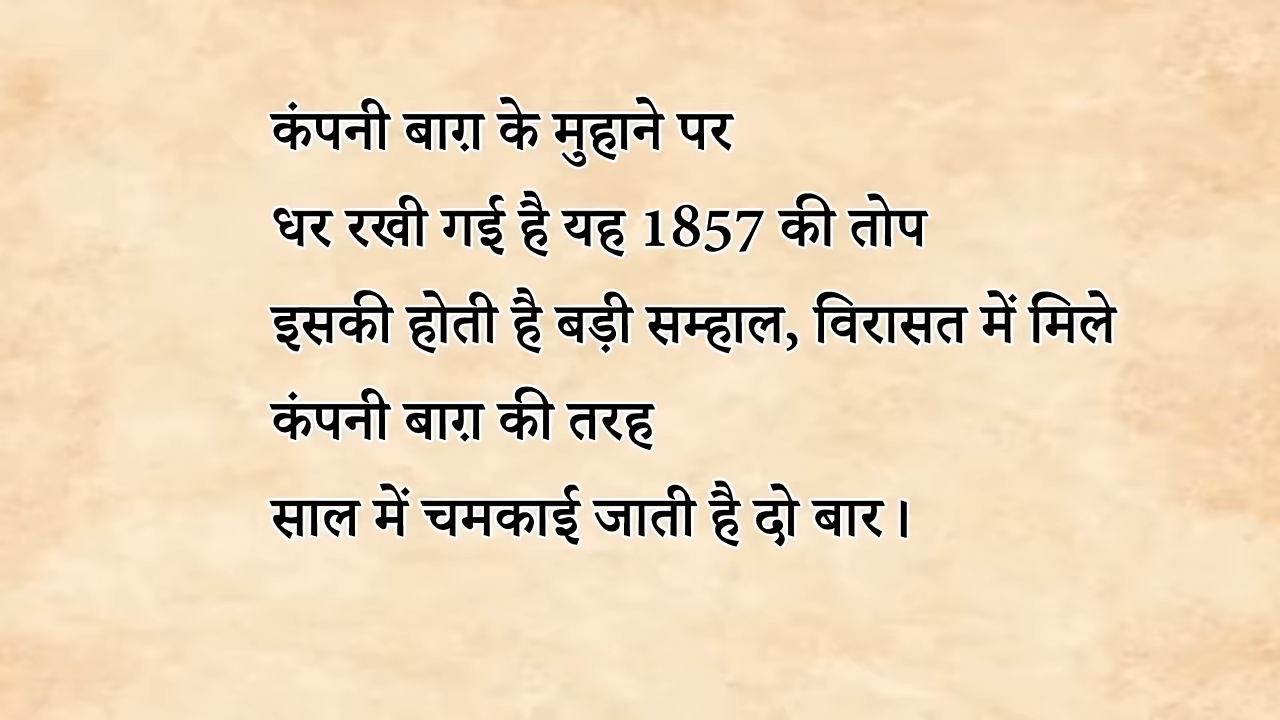 कंपनी बाग़ के मुहाने पर
धर रखी गई है यह 1857 की तोप
इसकी होती है बड़ी सम्हाल, विरासत में मिले
कंपनी बाग़ की तरह
साल में चमकाई जाती है दो बार।